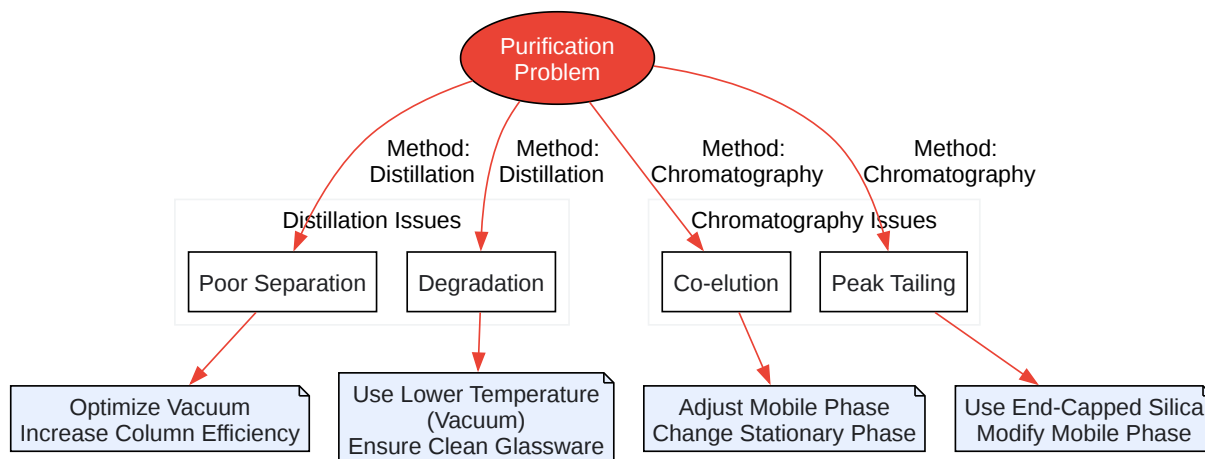 Purification
Problem
Method:
Distillation
Method:
Distillation
Method:
Chromatography
Method:
Chromatography
Distillation Issues
Chromatography Issues
Poor Separation
Degradation
Co-elution
Peak Tailing
Optimize Vacuum
Increase Column Efficiency
Use Lower Temperature
(Vacuum)
Ensure Clean Glassware
Adjust Mobile Phase
Change Stationary Phase
Use End-Capped Silica
Modify Mobile Phase